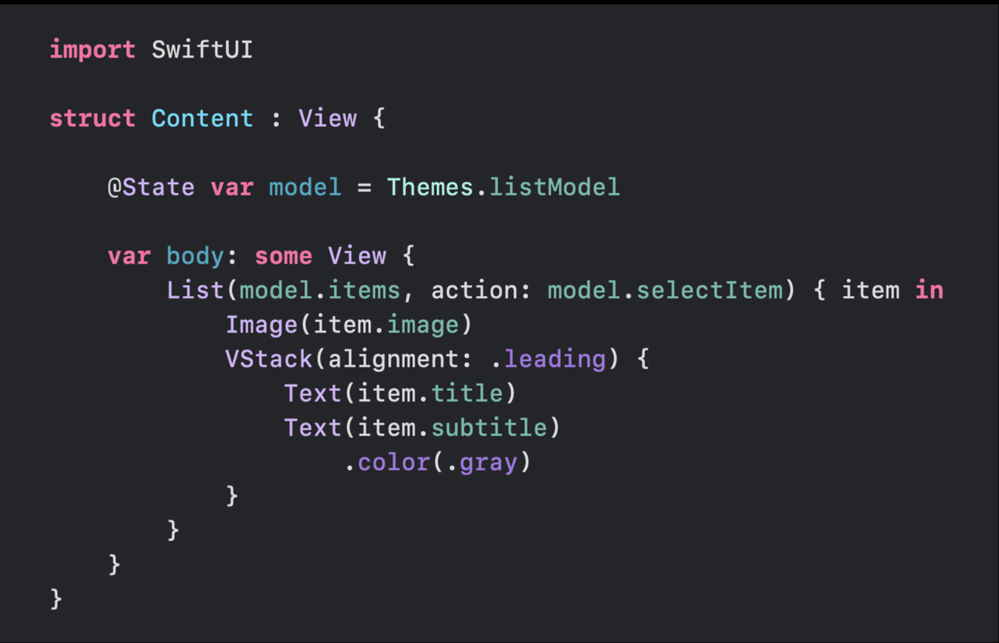 import SwiftUI
struct Content : View {
@State var model = Themes.listModel
var body: some View {
List(model.items, action: model.selectItem) { item in
Image(item.image)
VStack(alignment: .leading) {
Text(item.title)
Text(item.subtitle)
.color(.gray)
}
}
}
}